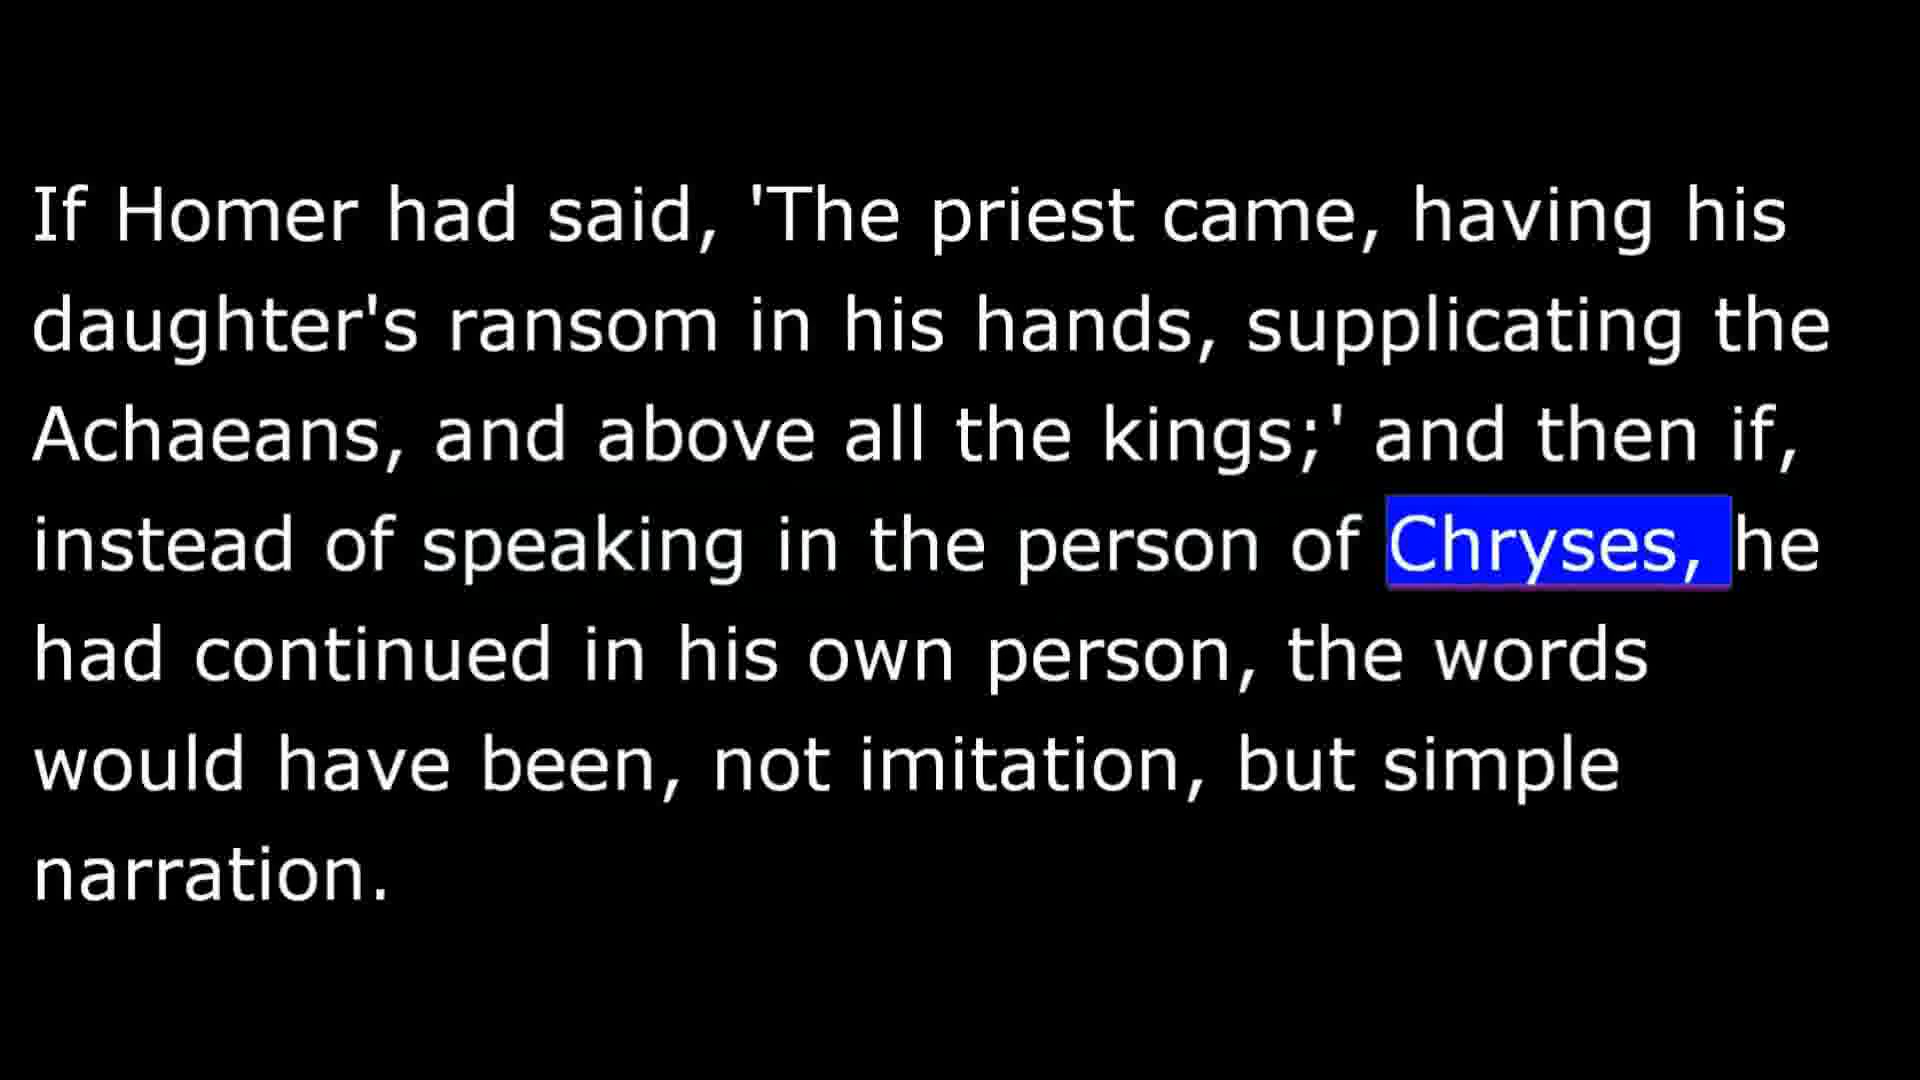 If Homer had said, 'The priest came, having his
daughter's ransom in his hands, supplicating the
Achaeans, and above all the kings;' and then if,
instead of speaking in the person of Chryses, he
had continued in his own person, the words
would have been, not imitation, but simple
narration.